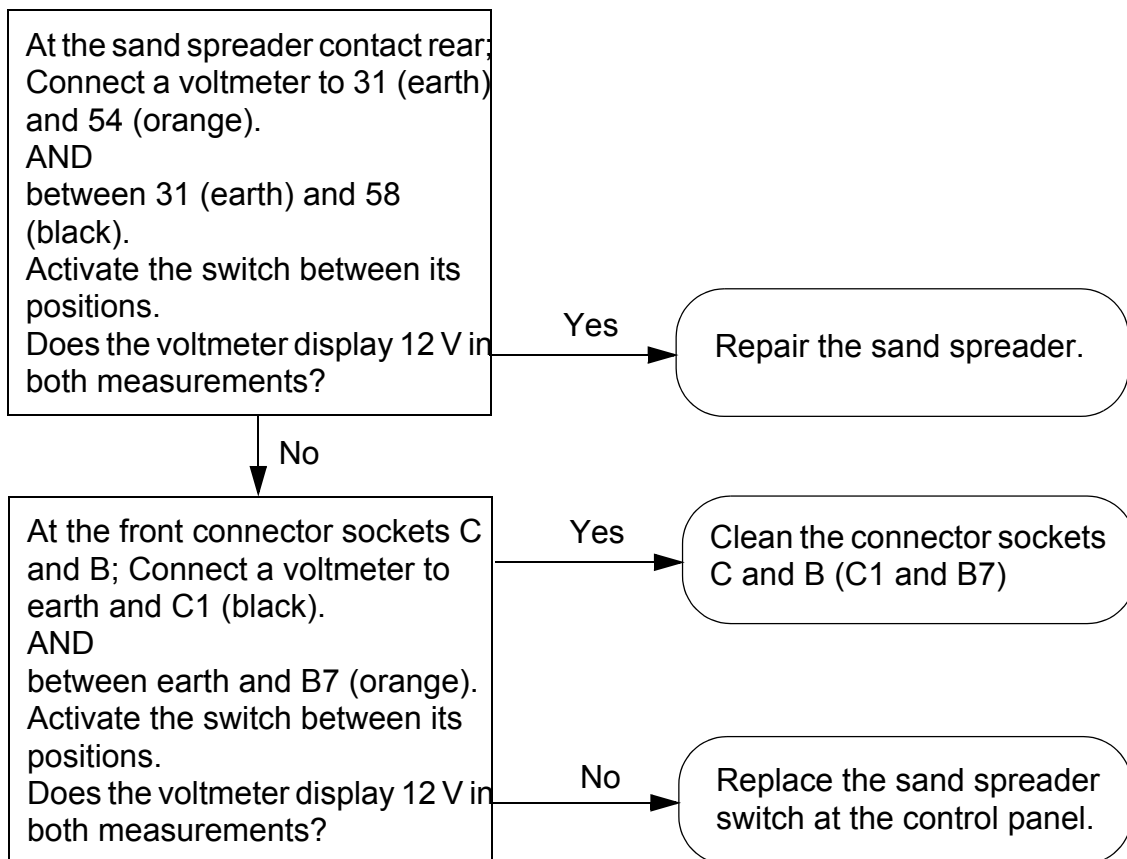 At the sand spreader contact rear;
Connect a voltmeter to 31 (earth)
and 54 (orange).
AND
between 31 (earth) and 58
(black).
Activate the switch between its
positions.
Does the voltmeter display 12 V in
both measurements?
Yes
Repair the sand spreader.
No
At the front connector sockets C
and B; Connect a voltmeter to
earth and C1 (black).
AND
between earth and B7 (orange).
Activate the switch between its
positions.
Does the voltmeter display 12 V in
both measurements?
Yes
Clean the connector sockets
C and B (C1 and B7)
No
Replace the sand spreader
switch at the control panel.